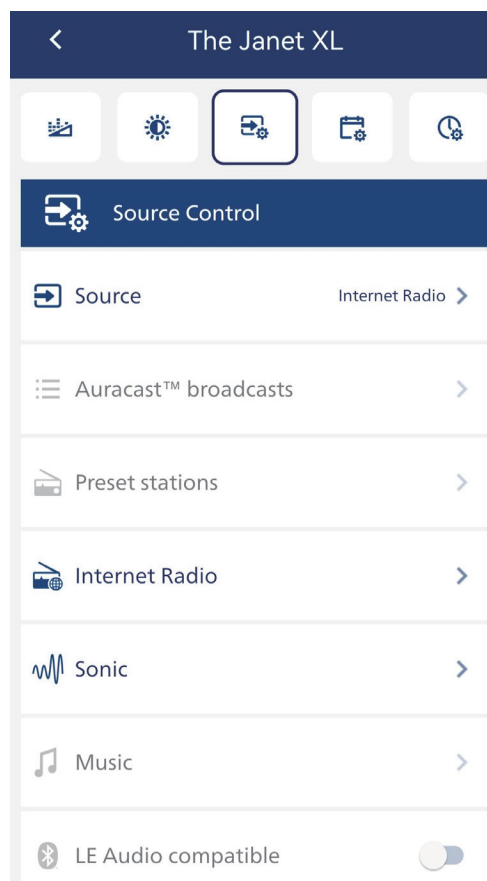 The Janet XL
Source Control
Source
Internet Radio
Auracast™ broadcasts
Preset stations
Internet Radio
Sonic
Music
LE Audio compatible